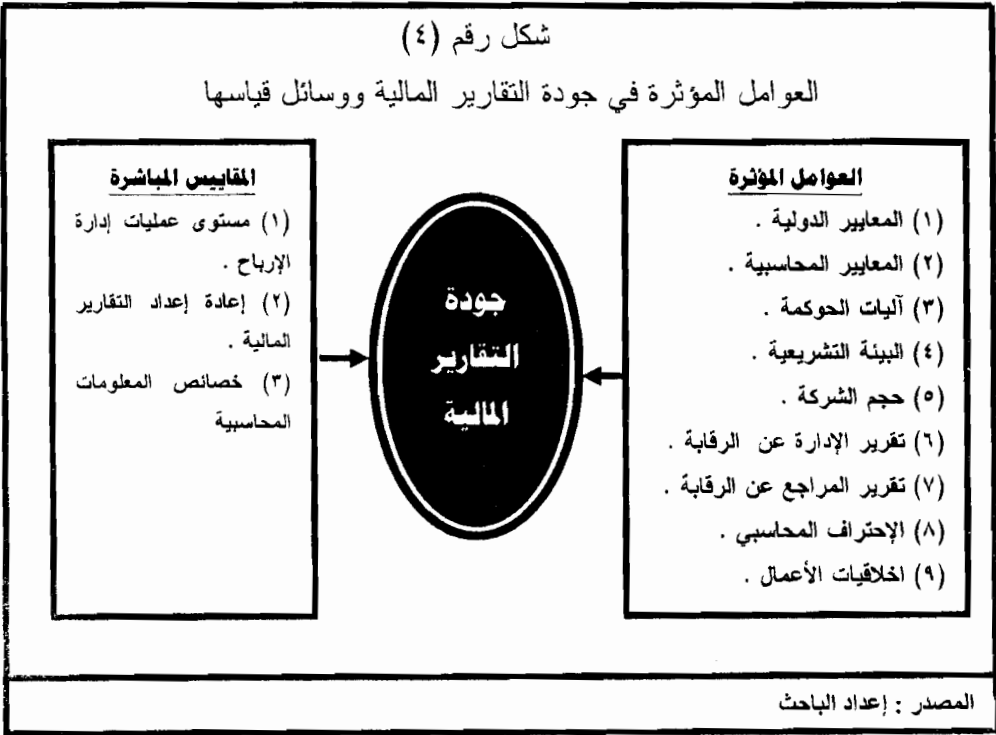 شكل رقم (٤)
العوامل المؤثرة في جودة التقارير المالية ووسائل قياسها
العوامل المؤثرة
(١) المعايير الدولية .
(٢) المعايير المحاسبية .
(٣) آليات الحوكمة .
(٤) البيئة التشريعية .
(٥) حجم الشركة .
(٦) تقرير الإدارة عن الرقابة .
(٧) تقرير المراجع عن الرقابة .
(٨) الإحتراف المحاسبي .
(٩) اخلاقيات الأعمال .
جودة
التقارير
المالية
المقاييس المباشرة
(١) مستوى عمليات إدارة
الإرباح .
(٢) إعادة إعداد التقارير
المالية .
(٣) خصائص المعلومات
المحاسبية
المصدر : إعداد الباحث